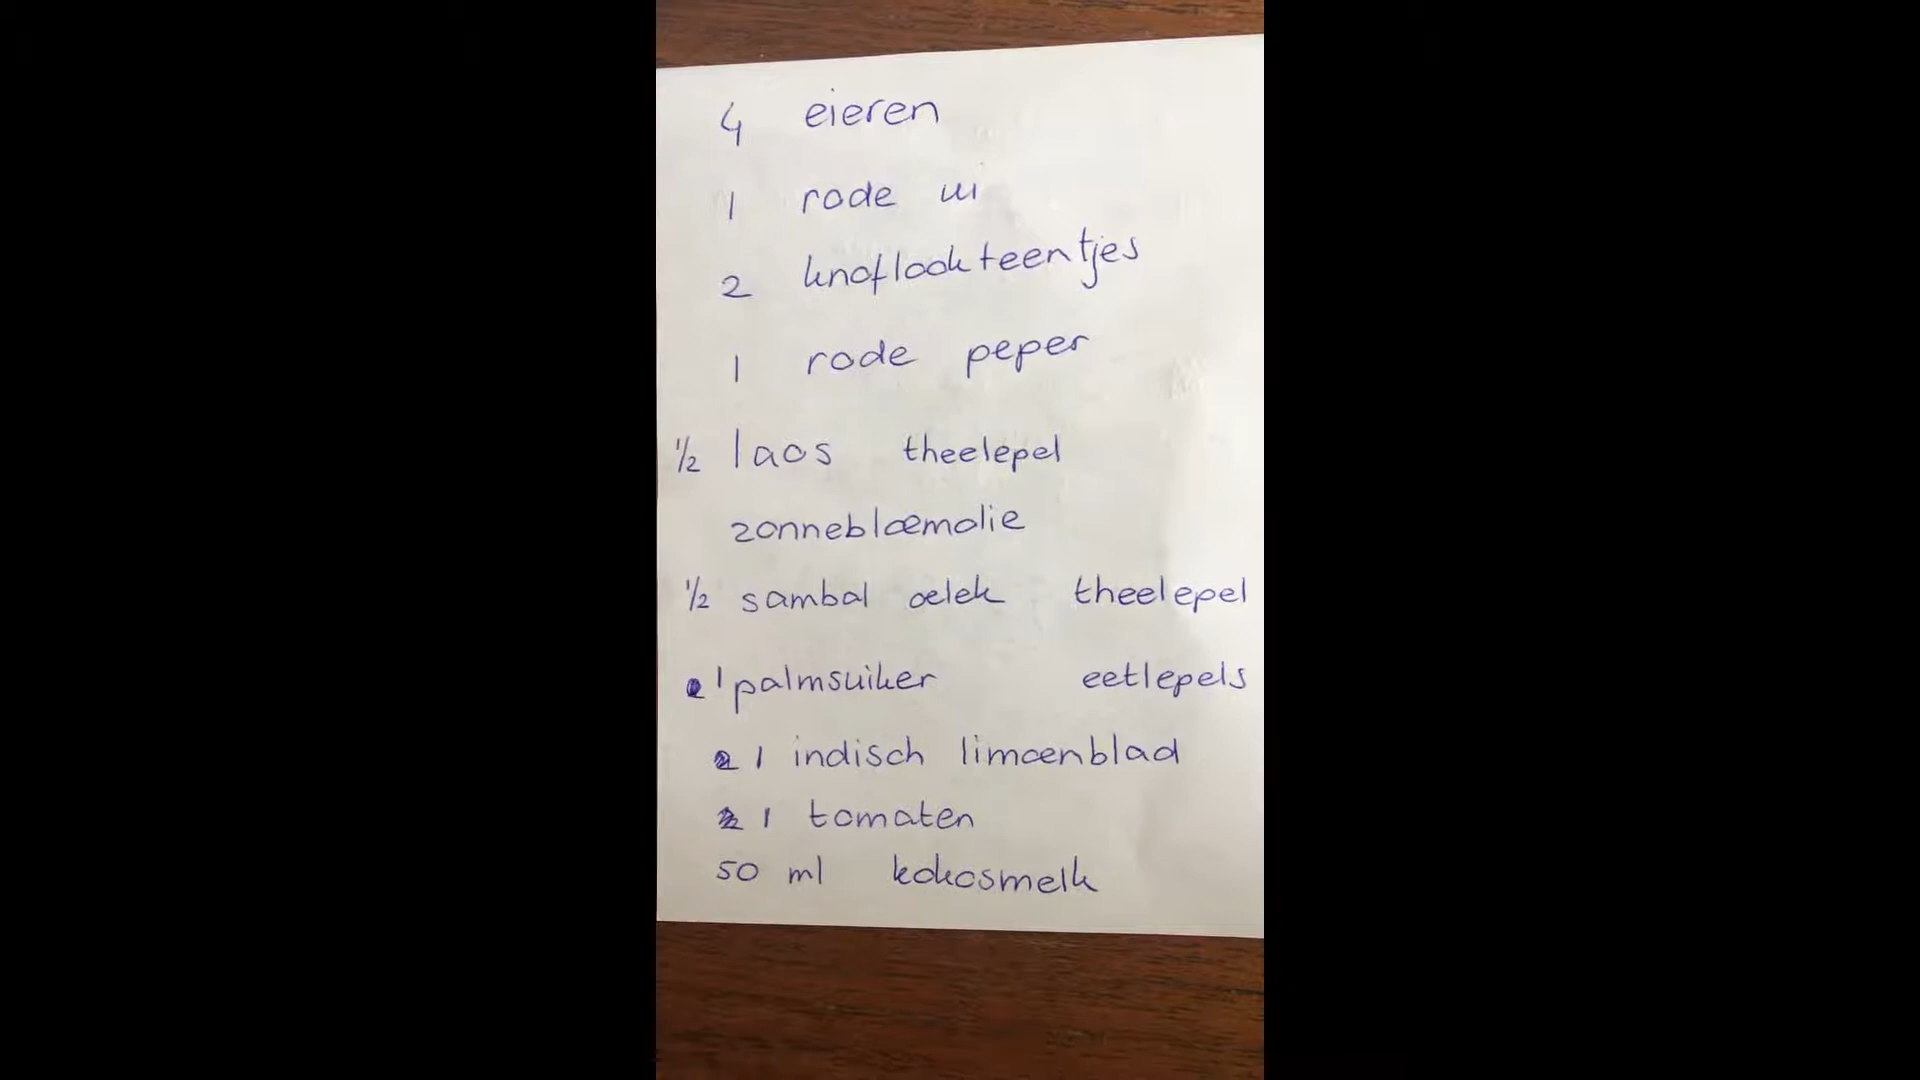 4 eieren
1 rode ui
2 knoflookteentjes
1 rode peper
1/2 laos theelepel
zonnebloemolie
1/2 sambal oelek theelepel
1 palmsuiker eetlepels
1 indisch limoenblad
1 tomaten
50 ml kokosmelk